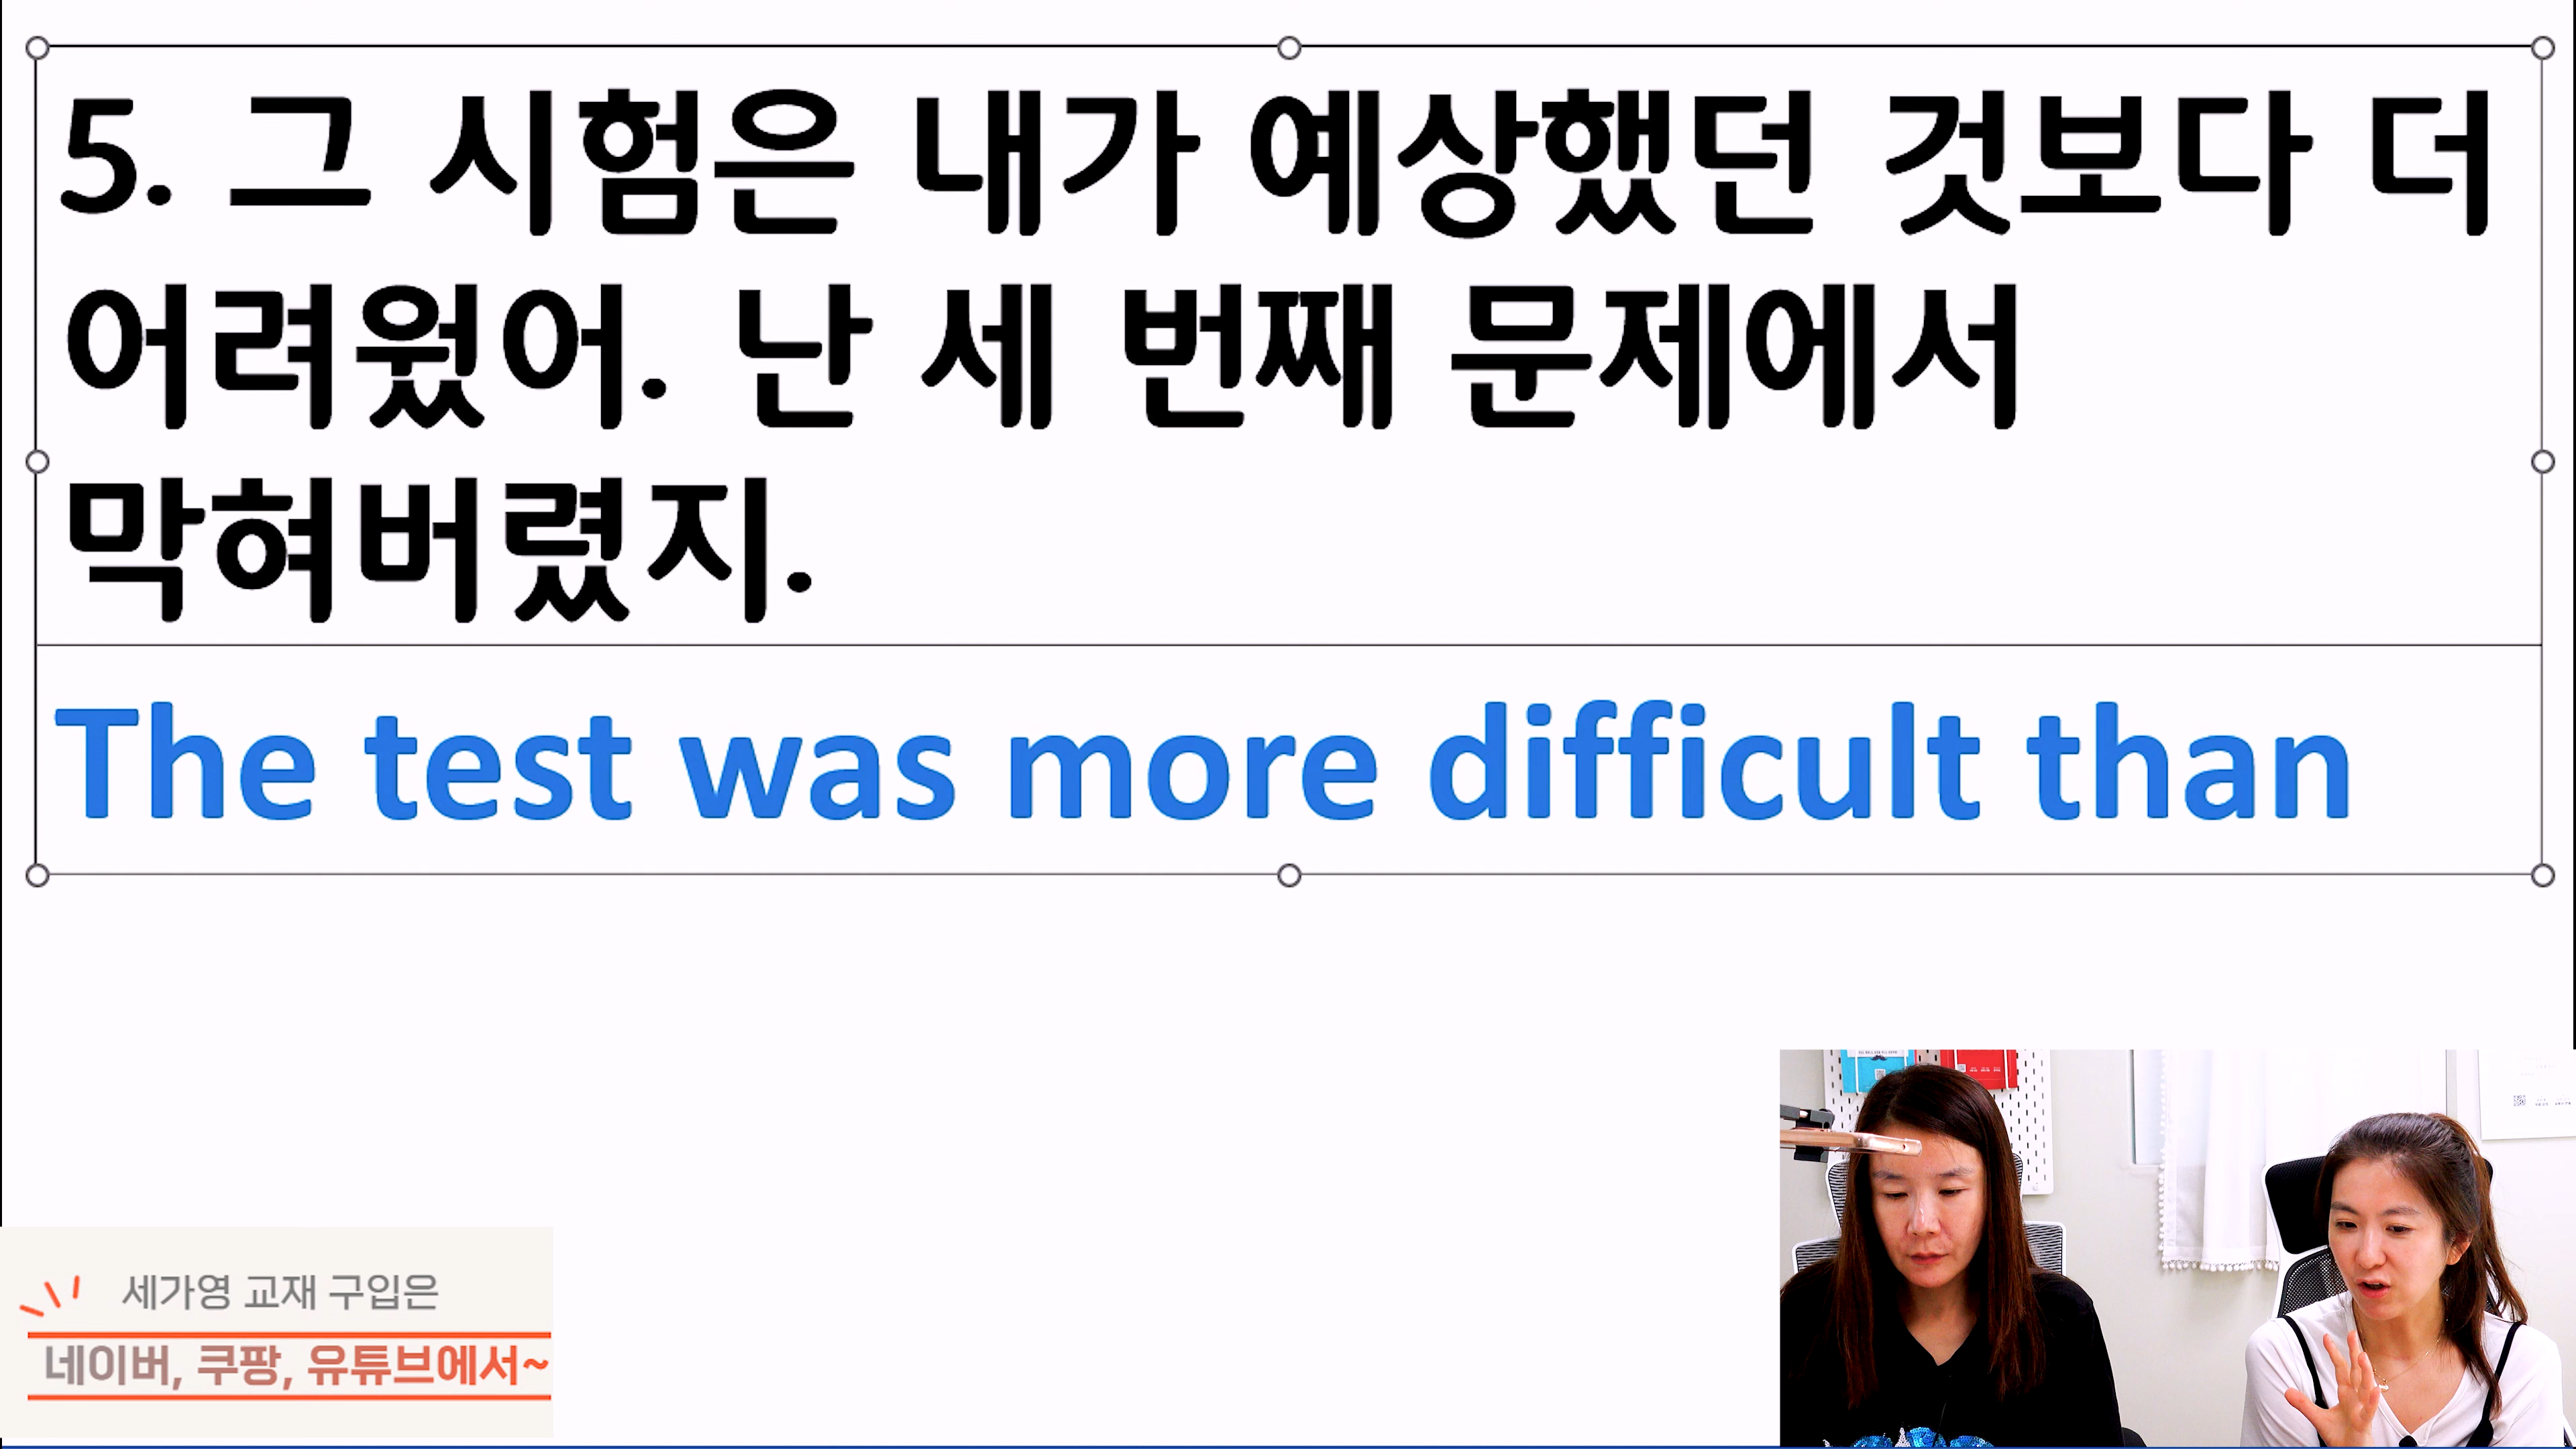 5. 그 시험은 내가 예상했던 것보다 더
어려웠어. 난 세 번째 문제에서
막혀버렸지.
The test was more difficult than
세가영 교재 구입은
네이버, 쿠팡, 유튜브에서~